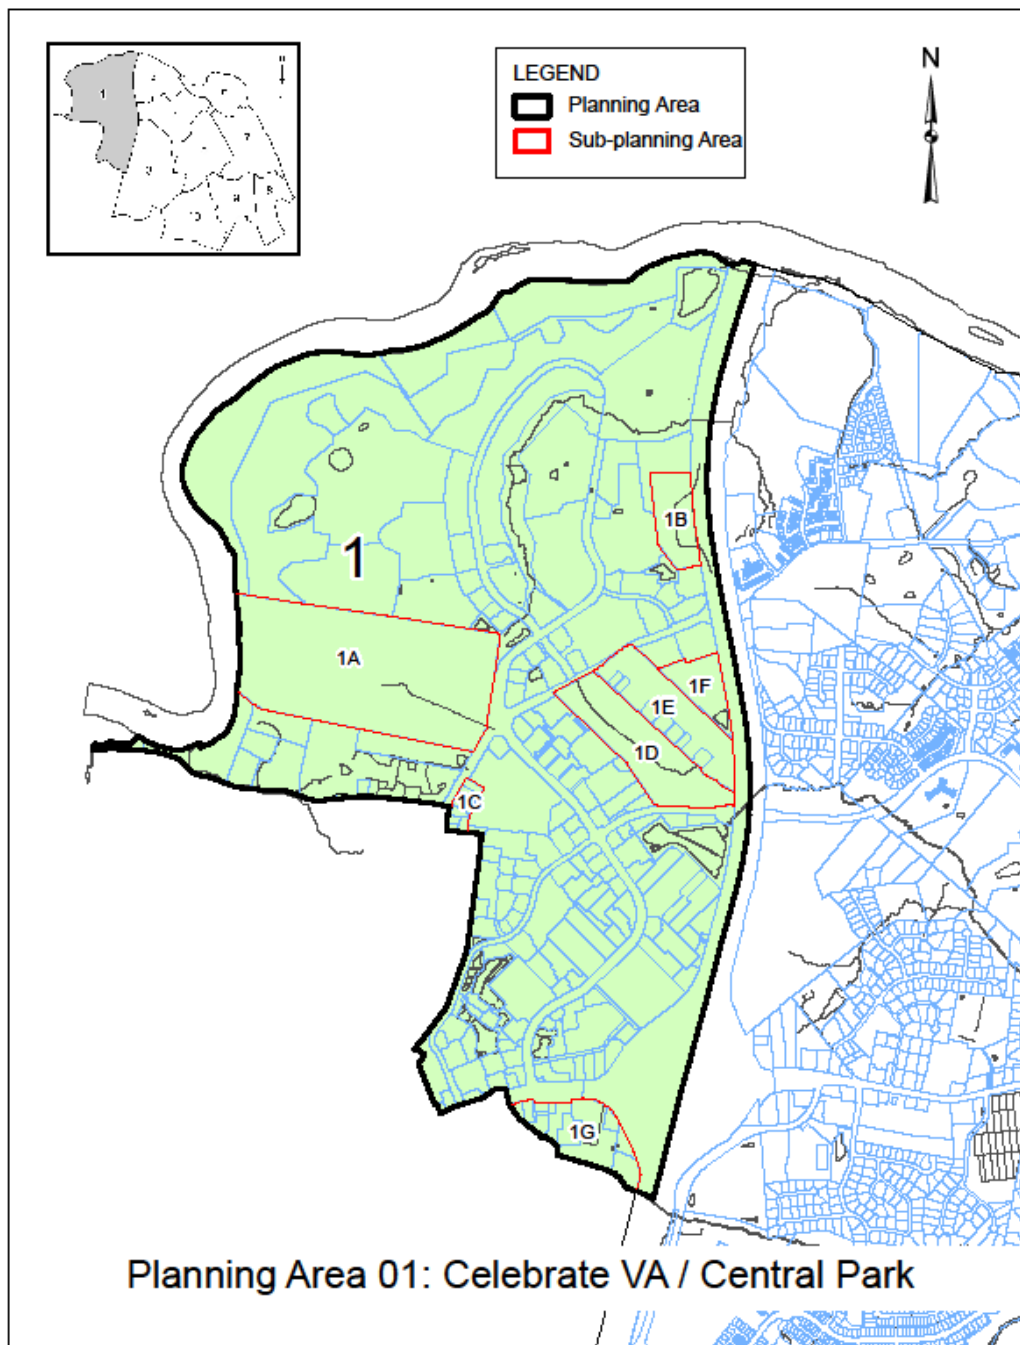 LEGEND
Planning Area
Sub-planning Area
N
1
1B
1A
1F
1E
1D
1C
1G
Planning Area 01: Celebrate VA / Central Park